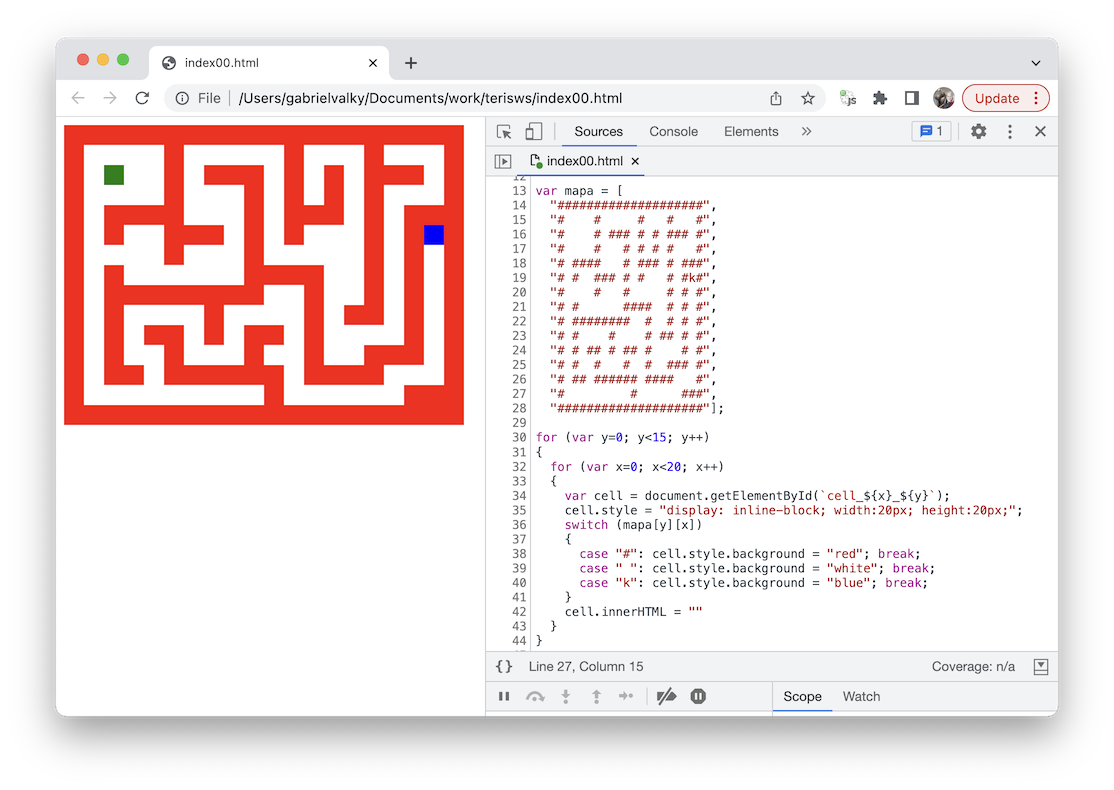 index00.html
File
/Users/gabrielvalky/Documents/work/terisws/index00.html
JS
Update
Sources
Console
Elements
1
index00.html
12
13 var mapa = [
14 "####################",
15 "#    #     #   #   #",
16 "#    # ### # # ### #",
17 "#    #   # # # #   #",
18 "# ####   # ### # ###",
19 "# #  ### # #   # #k#",
20 "#    #   #     # # #",
21 "# #      ####  # # #",
22 "# ########  #  # # #",
23 "# #    #    # ## # #",
24 "# # ## # ## #    # #",
25 "# #  #   #  #  ### #",
26 "# ## ###### ####   #",
27 "#         #      ###",
28 "####################"];
29
30 for (var y=0; y<15; y++)
31 {
32 for (var x=0; x<20; x++)
33 {
34 var cell = document.getElementById(`cell_${x}_${y}`);
35 cell.style = "display: inline-block; width:20px; height:20px;";
36 switch (mapa[y][x])
37 {
38 case "#": cell.style.background = "red"; break;
39 case " ": cell.style.background = "white"; break;
40 case "k": cell.style.background = "blue"; break;
41 }
42 cell.innerHTML = ""
43 }
44 }
{} Line 27, Column 15
Coverage: n/a
Scope
Watch